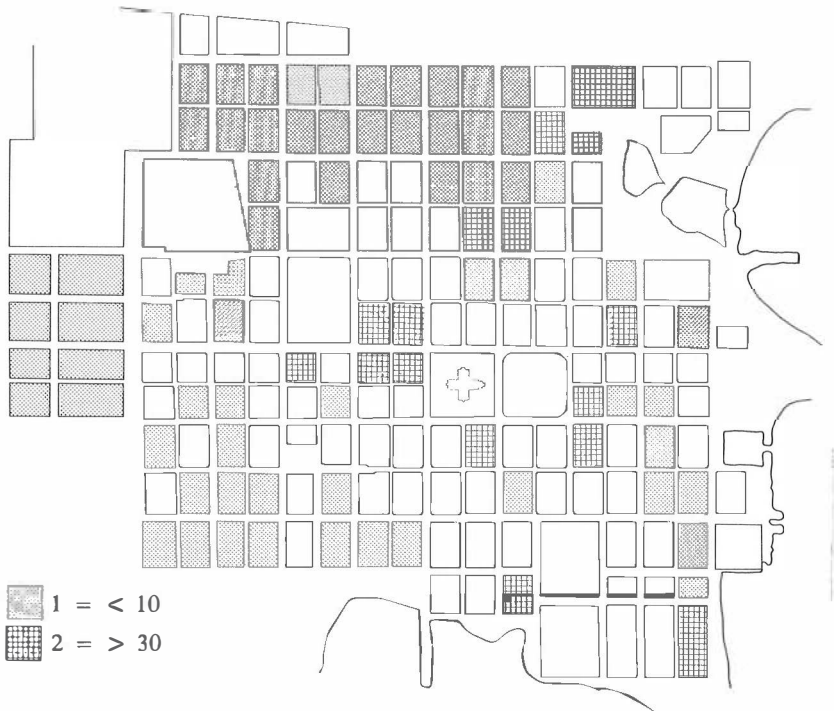 1 = < 10
2 = > 30